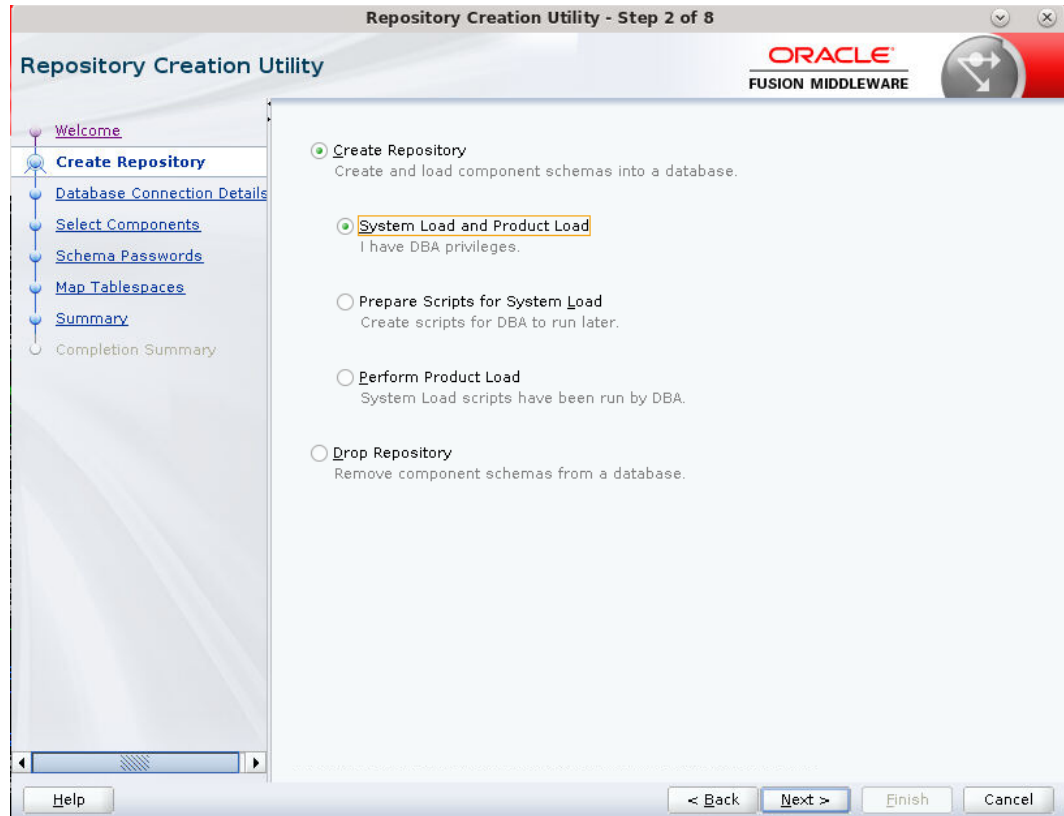 Repository Creation Utility - Step 2 of 8
Repository Creation Utility
ORACLE
FUSION MIDDLEWARE
Welcome
Create Repository
Database Connection Details
Select Components
Schema Passwords
Map Tablespaces
Summary
Completion Summary
Create Repository
Create and load component schemas into a database.
System Load and Product Load
I have DBA privileges.
Prepare Scripts for System Load
Create scripts for DBA to run later.
Perform Product Load
System Load scripts have been run by DBA.
Drop Repository
Remove component schemas from a database.
Help
< Back
Next >
Finish
Cancel